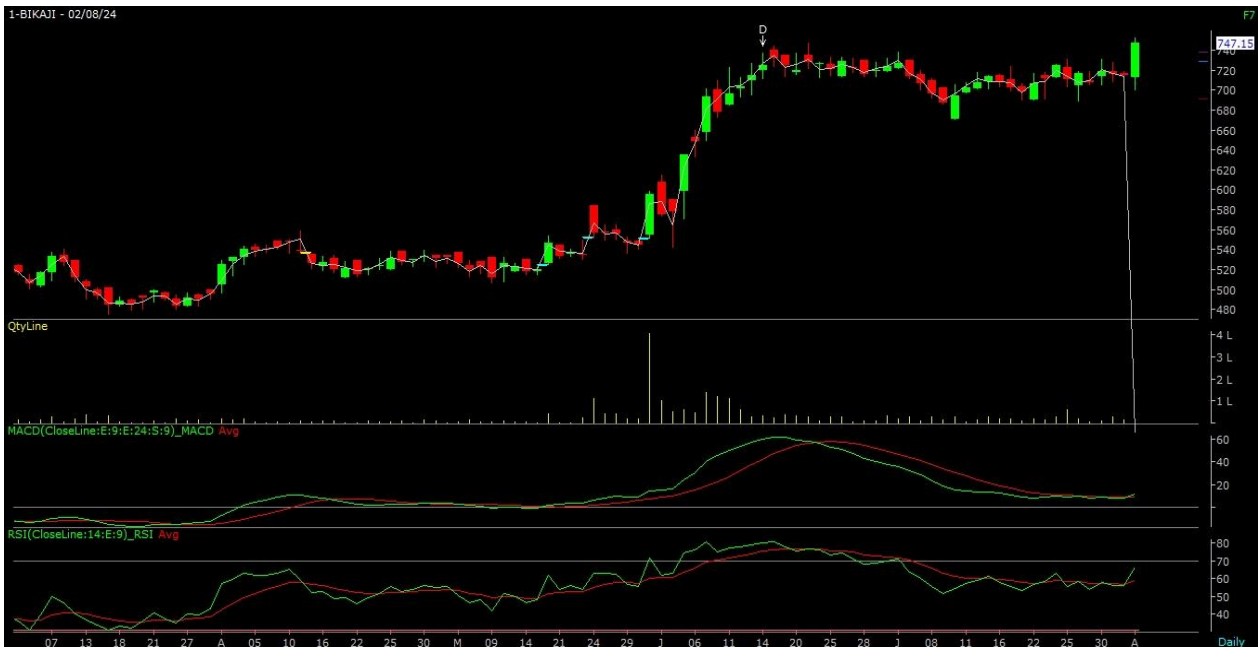 1-BIKAJI - 02/08/24
F7
D
747.15
740
720
700
680
660
640
620
600
580
560
540
520
500
480
QtyLine
4 L
3 L
2 L
1 L
MACD(CloseLine:E:9:E:24:S:9)_MACD Avg
60
40
20
RSI(CloseLine:14:E:9)_RSI Avg
80
70
60
50
40
07 13 18 21 27 A 05 10 16 22 25 30 M 09 14 21 24 29 J 06 11 14 20 25 28 J 08 11 16 22 25 30 A
Daily